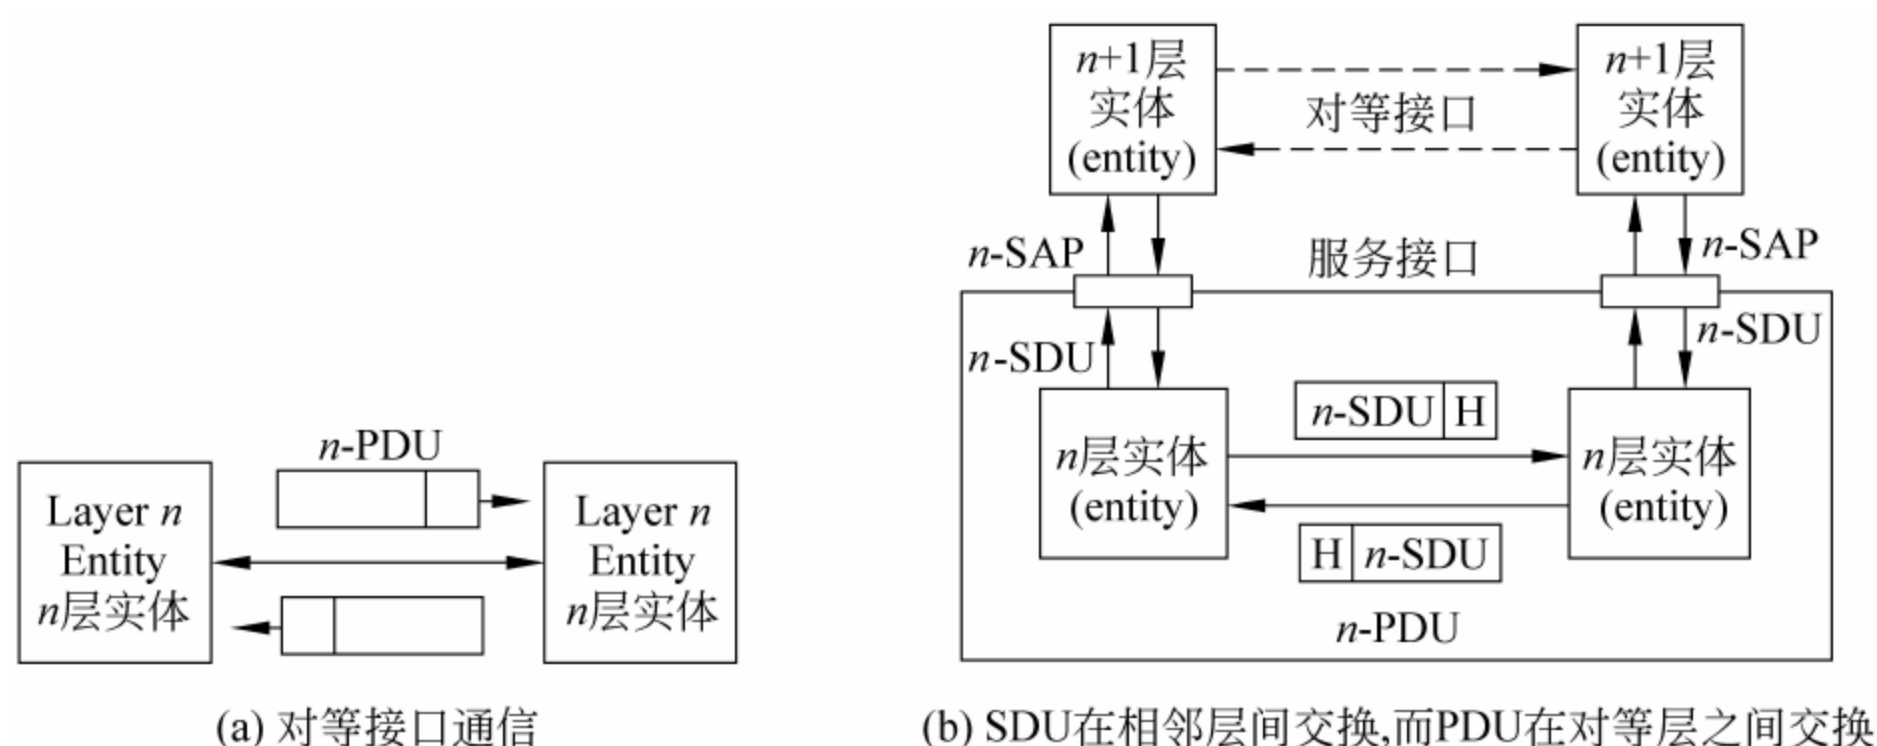 n-PDU
Layer n
Entity
n层实体
Layer n
Entity
n层实体
(a) 对等接口通信
n+1层
实体
(entity)
对等接口
n+1层
实体
(entity)
n-SAP
服务接口
n-SAP
n-SDU
n-SDU
n-SDU H
n层实体
(entity)
n层实体
(entity)
H n-SDU
n-PDU
(b) SDU在相邻层间交换,而PDU在对等层之间交换